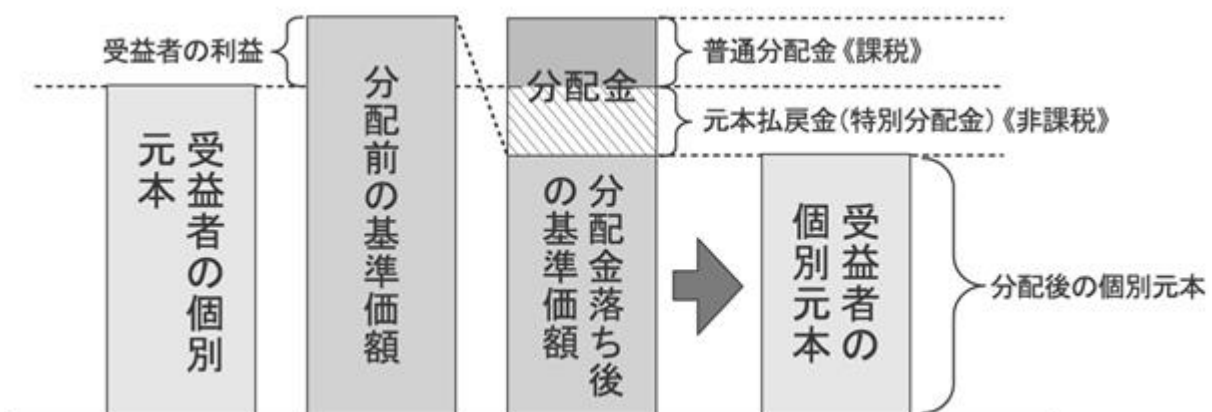 受益者の利益
受益者の個別
元本
分配前の基準価額
分配金
分配金落ち後
の基準価額
普通分配金《課税》
元本払戻金(特別分配金)《非課税》
受益者の
個別元本
分配後の個別元本